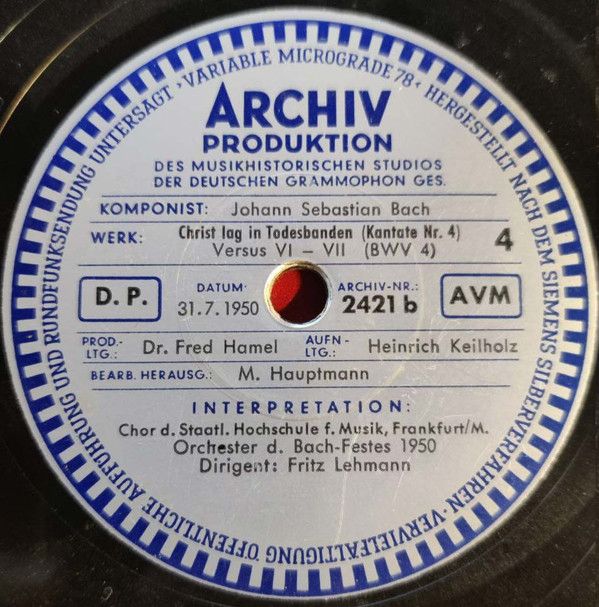 VARIABLE MICROGRADE 78 · HERGESTELLT NACH DEM SIEMENS SILBERVERFAHREN · VERVIELFÄLTIGUNG ÖFFENTLICHE AUFFÜHRUNG UND RUNDFUNKSENDUNG UNTERSAGT ·
ARCHIV
PRODUKTION
DES MUSIKHISTORISCHEN STUDIOS
DER DEUTSCHEN GRAMMOPHON GES.
KOMPONIST: Johann Sebastian Bach
WERK: Christ lag in Todesbanden (Kantate Nr. 4) 4
Versus VI – VII (BWV 4)
D. P. DATUM: 31.7.1950 ARCHIV-NR.: 2421 b AVM
PROD.-LTG.: Dr. Fred Hamel AUFN-LTG.: Heinrich Keilholz
BEARB. HERAUSG.: M. Hauptmann
INTERPRETATION:
Chor d. Staatl. Hochschule f. Musik, Frankfurt/M.
Orchester d. Bach-Festes 1950
Dirigent: Fritz Lehmann